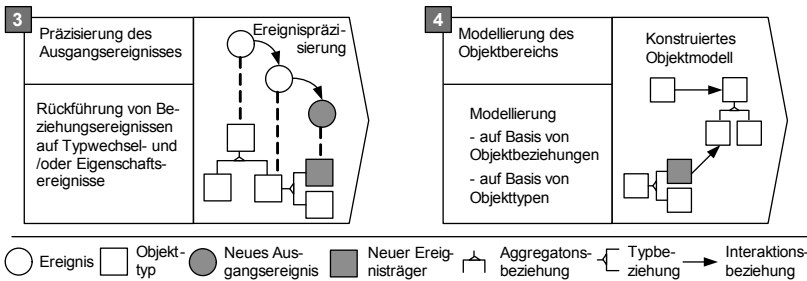 3
Präzisierung des
Ausgangsereignisses
Ereignispräzi-
sierung
Rückführung von Be-
ziehungsereignissen
auf Typwechsel- und
/oder Eigenschafts-
ereignisse
4
Modellierung des
Objektbereichs
Konstruiertes
Objektmodell
Modellierung
- auf Basis von
Objektbeziehungen
- auf Basis von
Objekttypen
Ereignis
Objekt-
typ
Neues Aus-
gangsereignis
Neuer Ereig-
nisträger
Aggregatons-
beziehung
Typbe-
ziehung
Interaktions-
beziehung